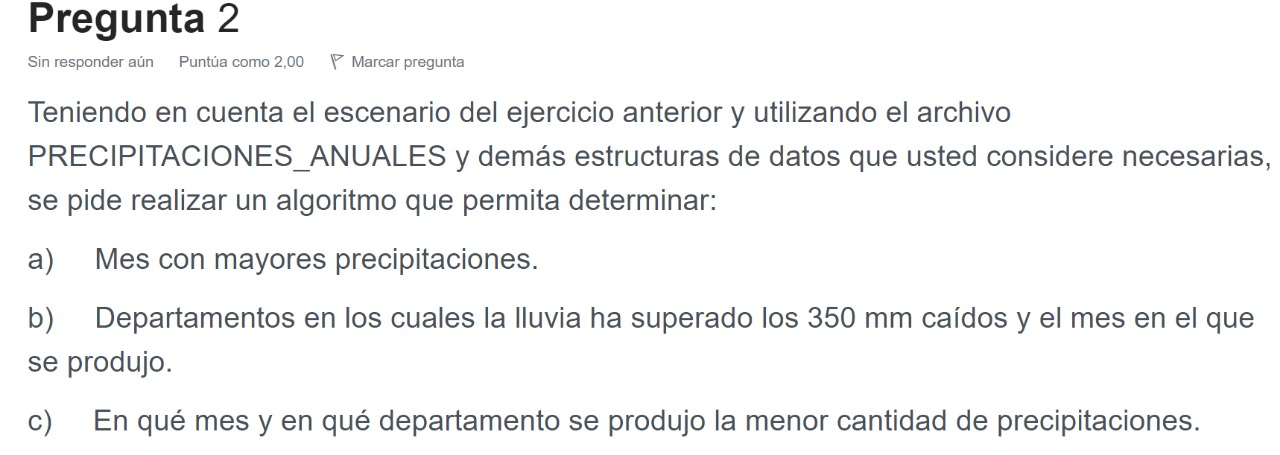 Pregunta 2
Sin responder aún Puntúa como 2,00 Marcar pregunta
Teniendo en cuenta el escenario del ejercicio anterior y utilizando el archivo
PRECIPITACIONES_ANUALES y demás estructuras de datos que usted considere necesarias,
se pide realizar un algoritmo que permita determinar:
a) Mes con mayores precipitaciones.
b) Departamentos en los cuales la lluvia ha superado los 350 mm caídos y el mes en el que
se produjo.
c) En qué mes y en qué departamento se produjo la menor cantidad de precipitaciones.